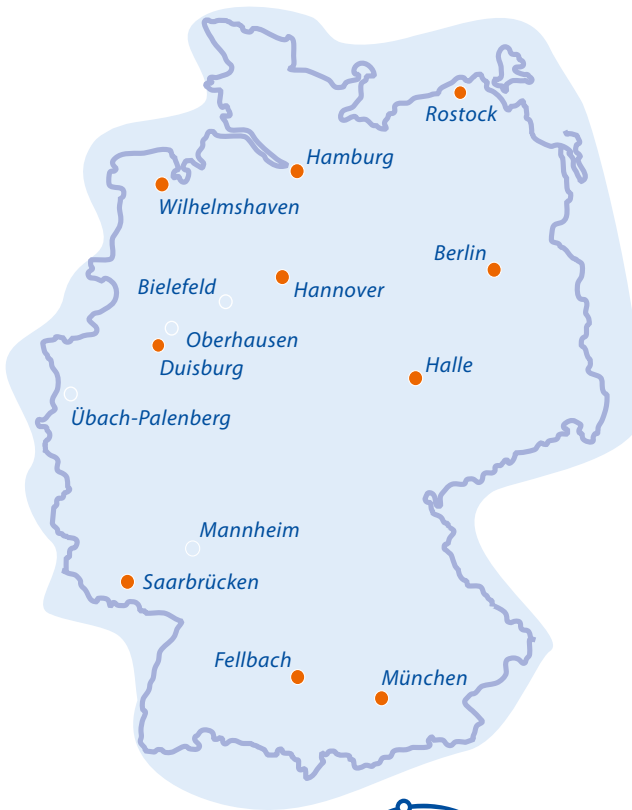 Rostock
Hamburg
Wilhelmshaven
Berlin
Bielefeld
Hannover
Oberhausen
Duisburg
Halle
Übach-Palenberg
Mannheim
Saarbrücken
Fellbach
München